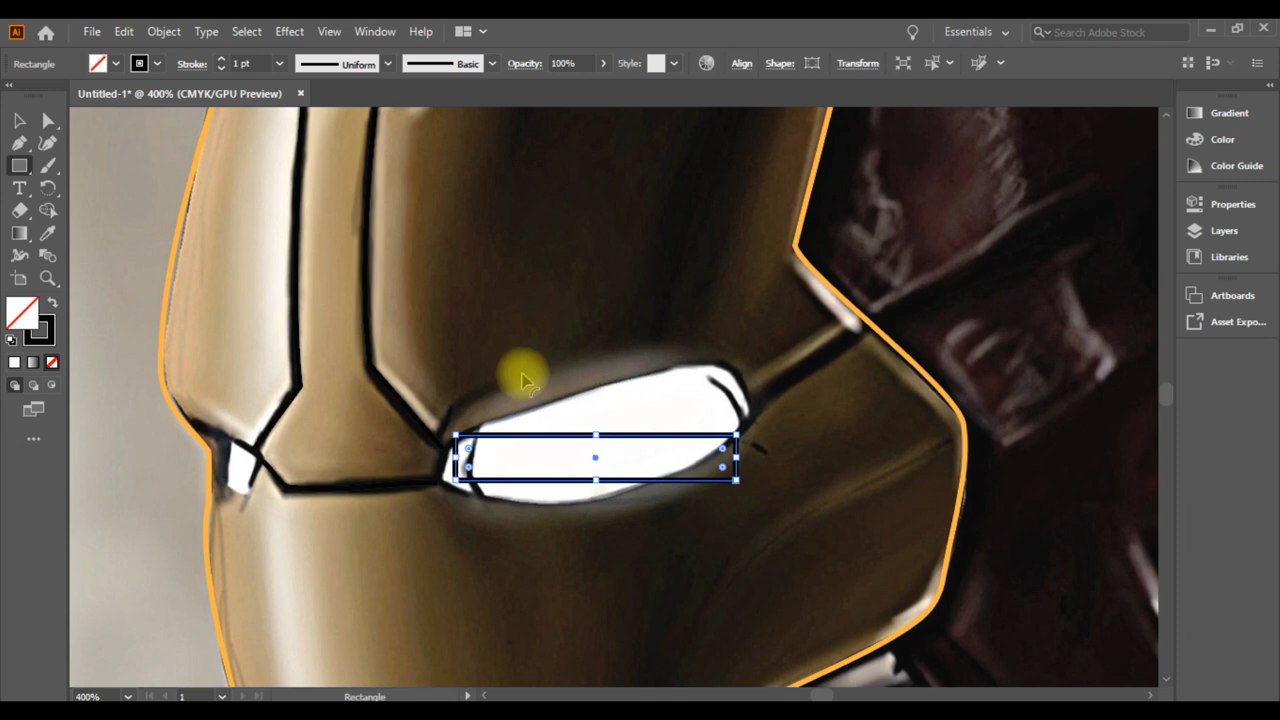 Ai File Edit Object Type Select Effect View Window Help Essentials Search Adobe Stock
Rectangle Stroke: 1 pt Uniform Basic Opacity: 100% Style: Align Shape: Transform
Untitled-1* @ 400% (CMYK/GPU Preview) ×
Gradient
Color
Color Guide
Properties
Layers
Libraries
Artboards
Asset Expo...
400% 1 Rectangle